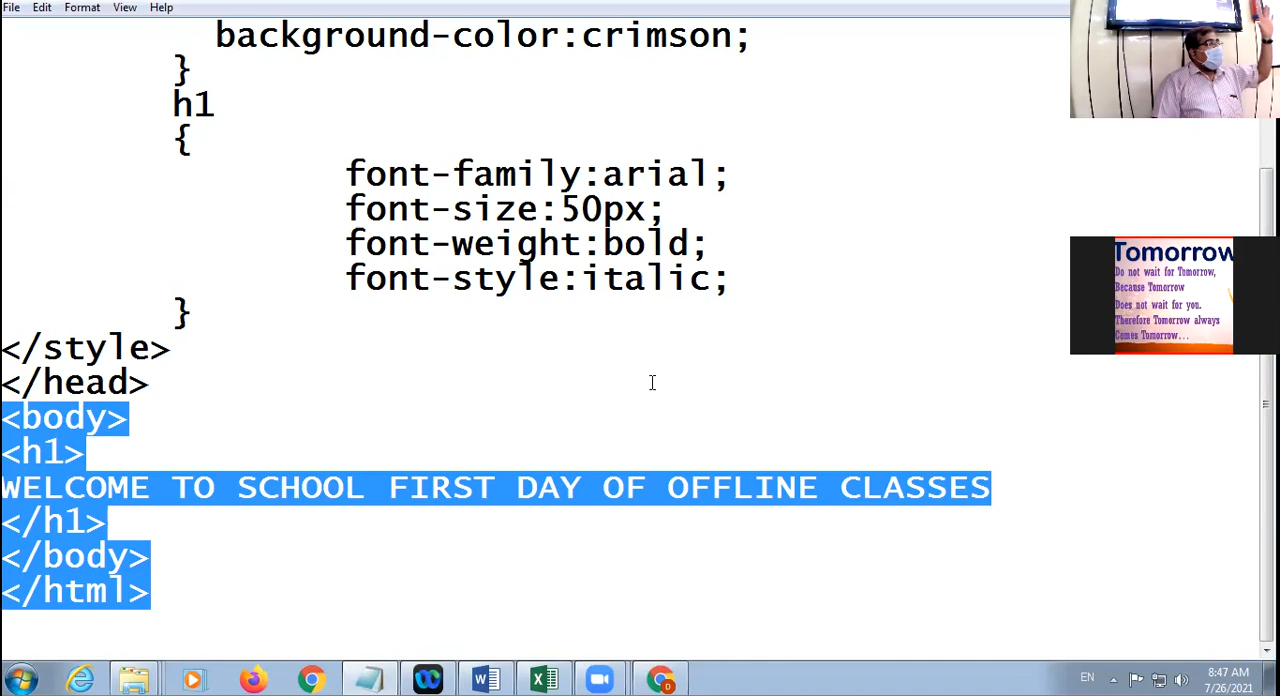 File Edit Format View Help
background-color:crimson;
}
h1
{
font-family:arial;
font-size:50px;
font-weight:bold;
font-style:italic;
}
</style>
</head>
<body>
<h1>
WELCOME TO SCHOOL FIRST DAY OF OFFLINE CLASSES
</h1>
</body>
</html>
Tomorrow
Do not wait for Tomorrow,
Because Tomorrow
Does not wait for you.
Therefore Tomorrow always
Comes Tomorrow...
EN
8:47 AM
7/26/2021